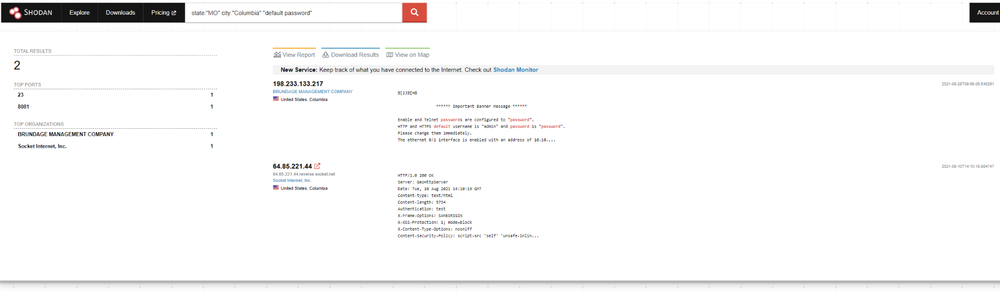 SHODAN Explore Downloads Pricing state:"MO" city:"Columbia" "default password" Account
TOTAL RESULTS
2
TOP PORTS
23 1
8081 1
TOP ORGANIZATIONS
BRUNDAGE MANAGEMENT COMPANY 1
Socket Internet, Inc. 1
View Report Download Results View on Map
New Service: Keep track of what you have connected to the Internet. Check out Shodan Monitor
198.233.133.217
BRUNDAGE MANAGEMENT COMPANY
United States, Columbia
2021-08-28T09:59:05.548261
[2J[H
****** Important Banner Message ******
Enable and Telnet passwords are configured to "password".
HTTP and HTTPS default username is "admin" and password is "password".
Please change them immediately.
The ethernet 0/1 interface is enabled with an address of 10.10....
64.85.221.44
64.85.221.44.reverse.socket.net
Socket Internet, Inc.
United States, Columbia
2021-08-10T14:10:18.984747
HTTP/1.0 200 OK
Server: GeoHttpServer
Date: Tue, 10 Aug 2021 14:10:19 GMT
Content-type: text/html
Content-length: 5734
Authentication: test
X-Frame-Options: SAMEORIGIN
X-XSS-Protection: 1; mode=block
X-Content-Type-Options: nosniff
Content-Security-Policy: script-src 'self' 'unsafe-inlin...